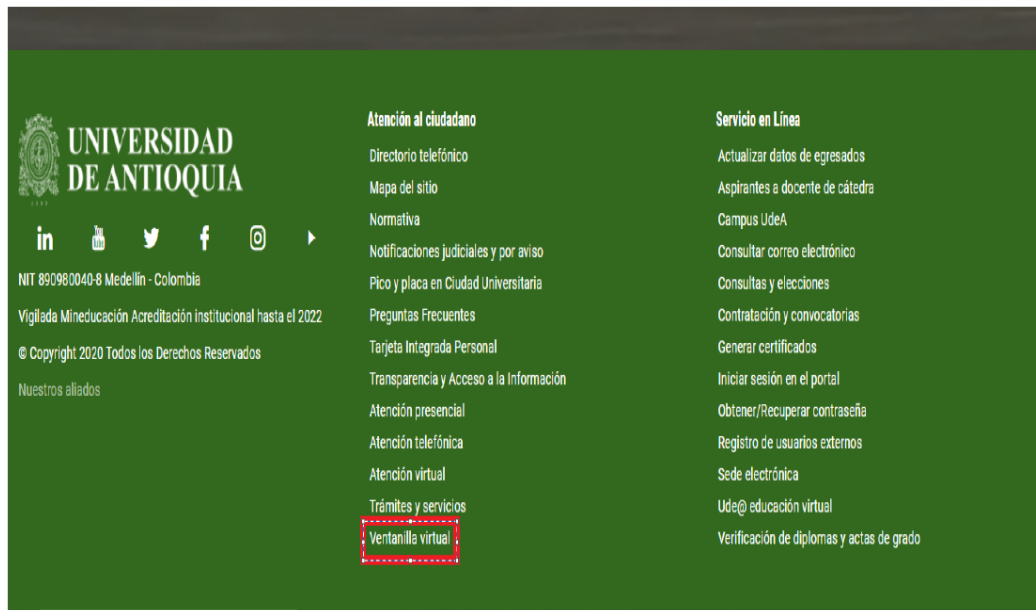 UNIVERSIDAD
DE ANTIOQUIA
NIT 890980040-8 Medellín - Colombia
Vigilada Mineducación Acreditación institucional hasta el 2022
© Copyright 2020 Todos los Derechos Reservados
Nuestros aliados
Atención al ciudadano
Directorio telefónico
Mapa del sitio
Normativa
Notificaciones judiciales y por aviso
Pico y placa en Ciudad Universitaria
Preguntas Frecuentes
Tarjeta Integrada Personal
Transparencia y Acceso a la Información
Atención presencial
Atención telefónica
Atención virtual
Trámites y servicios
Ventanilla virtual
Servicio en Línea
Actualizar datos de egresados
Aspirantes a docente de cátedra
Campus UdeA
Consultar correo electrónico
Consultas y elecciones
Contratación y convocatorias
Generar certificados
Iniciar sesión en el portal
Obtener/Recuperar contraseña
Registro de usuarios externos
Sede electrónica
Ude@ educación virtual
Verificación de diplomas y actas de grado